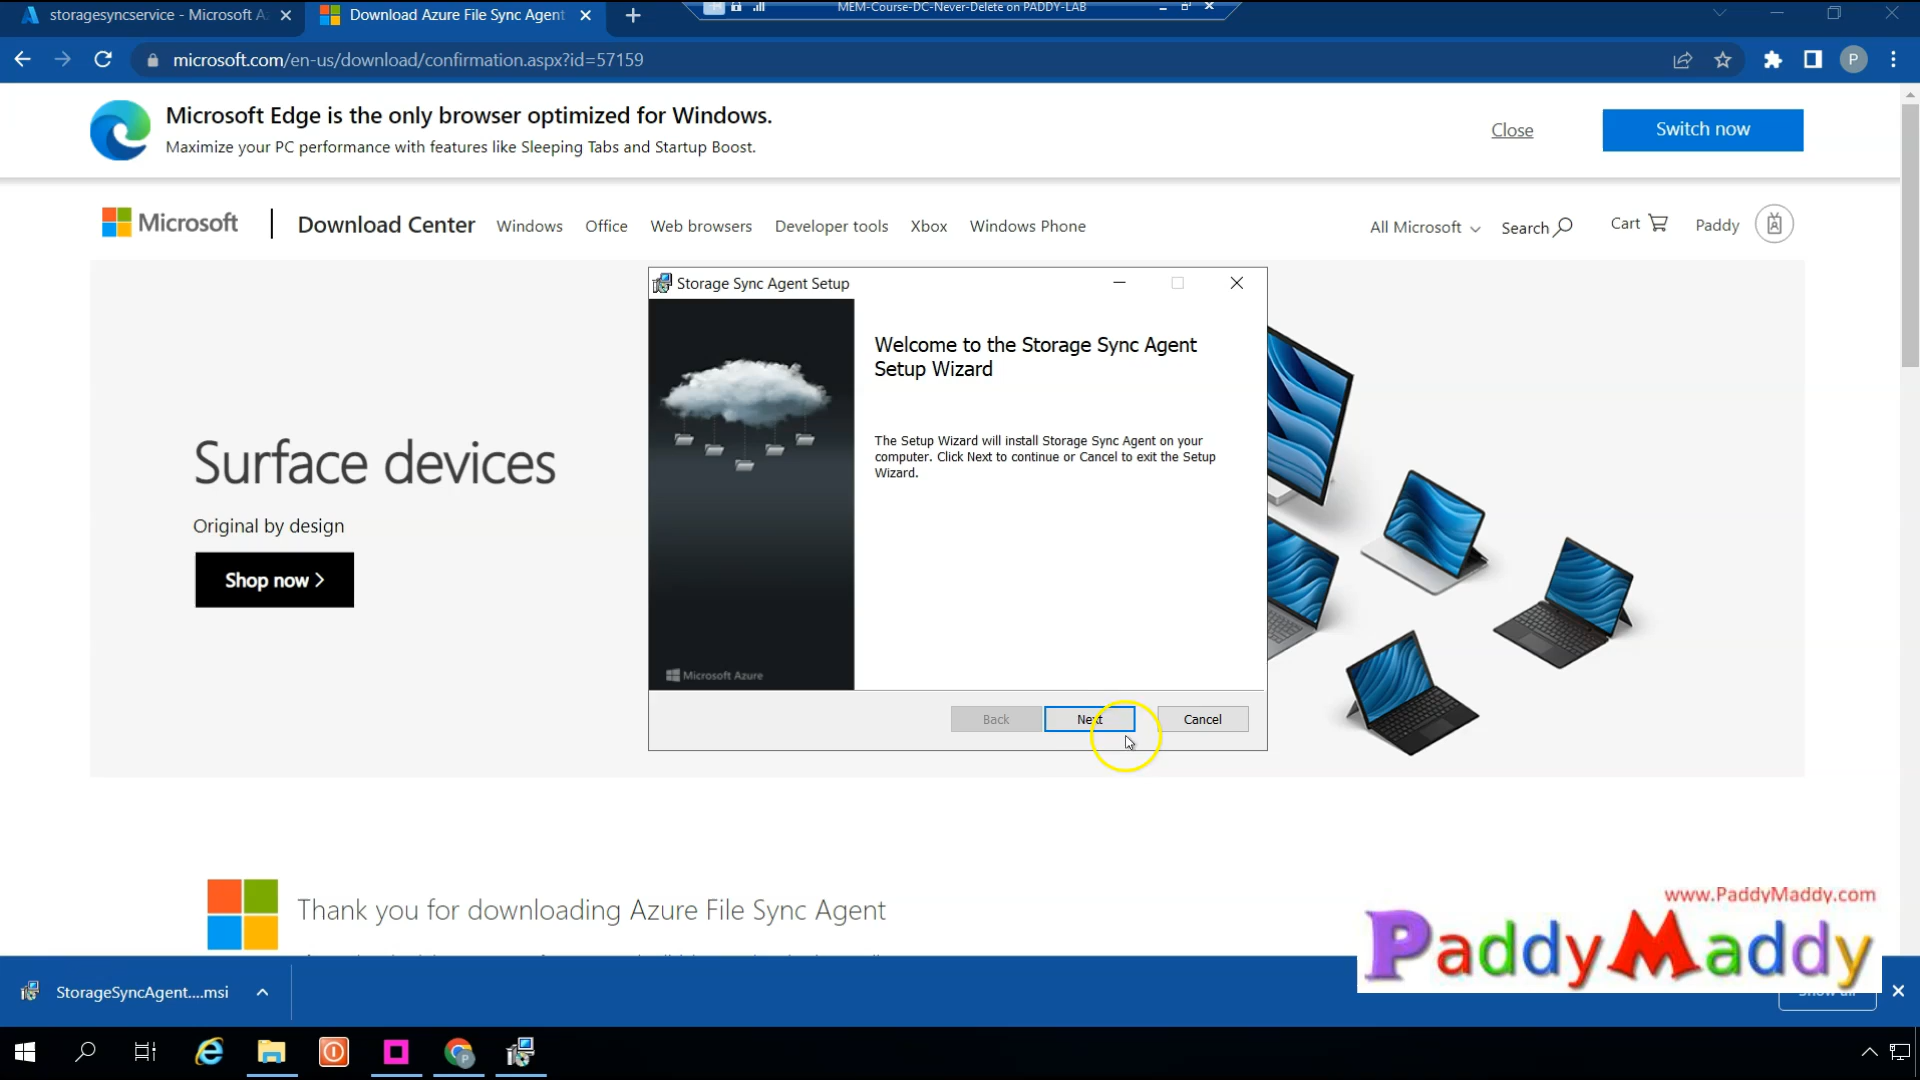 storagesyncservice - Microsoft A
Download Azure File Sync Agent
MEM-Course-DC-Never-Delete on PADDY-LAB
microsoft.com/en-us/download/confirmation.aspx?id=57159
P
Microsoft Edge is the only browser optimized for Windows.
Maximize your PC performance with features like Sleeping Tabs and Startup Boost.
Close
Switch now
Microsoft
Download Center
Windows
Office
Web browsers
Developer tools
Xbox
Windows Phone
All Microsoft
Search
Cart
Paddy
Storage Sync Agent Setup
Welcome to the Storage Sync Agent
Setup Wizard
The Setup Wizard will install Storage Sync Agent on your
computer. Click Next to continue or Cancel to exit the Setup
Wizard.
Microsoft Azure
Back
Next
Cancel
Surface devices
Original by design
Shop now
Thank you for downloading Azure File Sync Agent
www.PaddyMaddy.com
PaddyMaddy
StorageSyncAgent....msi